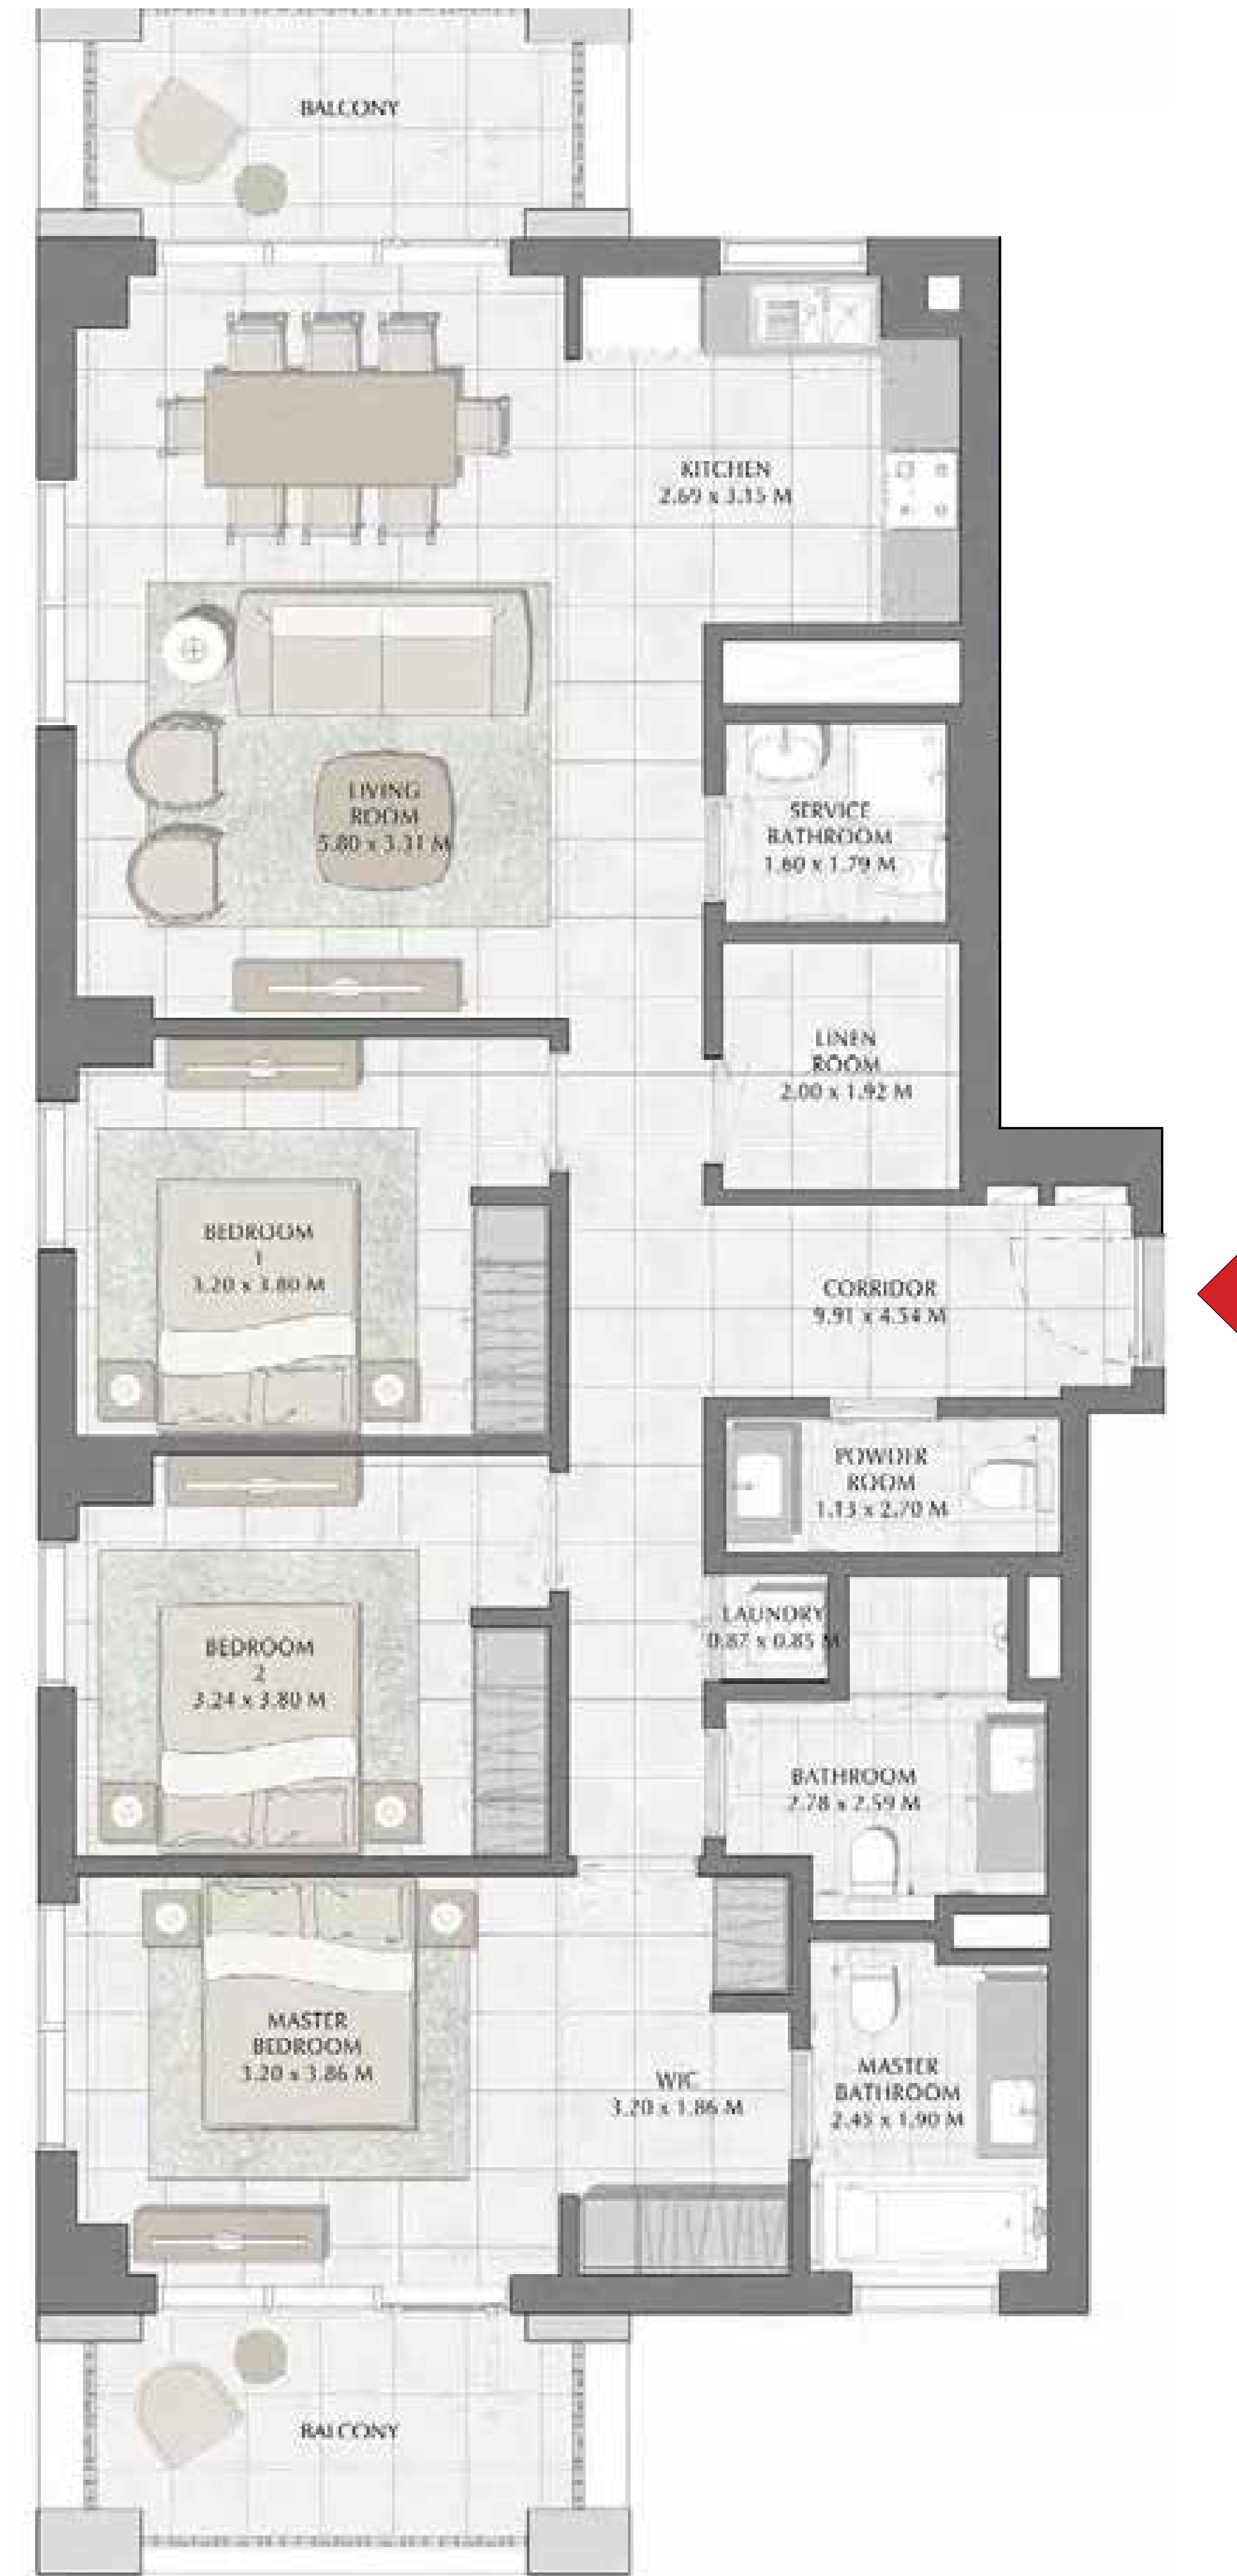 BALCONY
KITCHEN
2.69 x 3.15 M
LIVING
ROOM
5.80 x 3.31 M
SERVICE
BATHROOM
1.60 x 1.79 M
LINEN
ROOM
2.00 x 1.92 M
BEDROOM
1
3.20 x 3.80 M
CORRIDOR
9.91 x 4.54 M
POWDER
ROOM
1.13 x 2.70 M
LAUNDRY
0.87 x 0.85 M
BEDROOM
2
3.24 x 3.80 M
BATHROOM
2.78 x 2.59 M
MASTER
BEDROOM
3.20 x 3.86 M
WIC
3.20 x 1.86 M
MASTER
BATHROOM
2.45 x 1.90 M
BALCONY